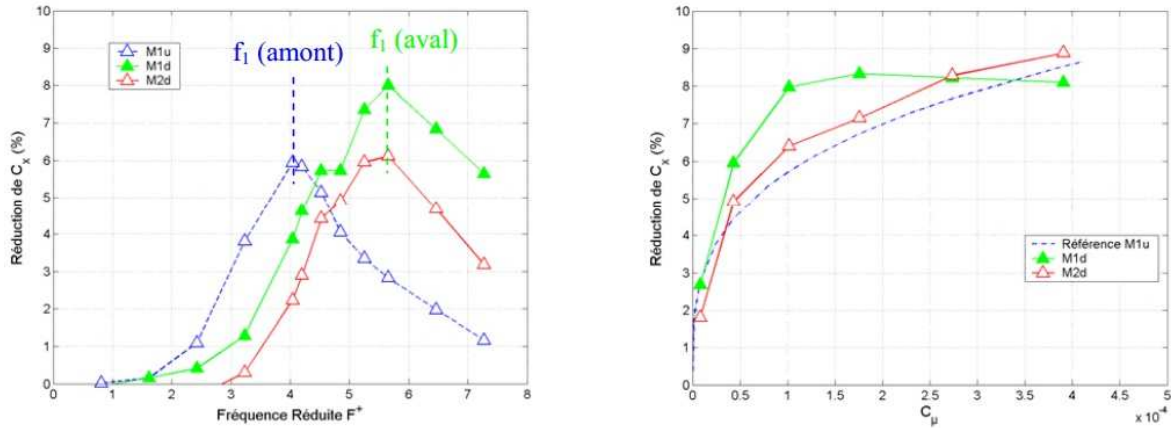 f₁ (amont)
f₁ (aval)
M1u
M1d
M2d
Réduction de Cₓ (%)
10
9
8
7
6
5
4
3
2
1
0
0 1 2 3 4 5 6 7 8
Fréquence Réduite F⁺
Réduction de Cₓ (%)
10
9
8
7
6
5
4
3
2
1
0
Référence M1u
M1d
M2d
0 0.5 1 1.5 2 2.5 3 3.5 4 4.5 5
x 10⁻⁴
C_μ